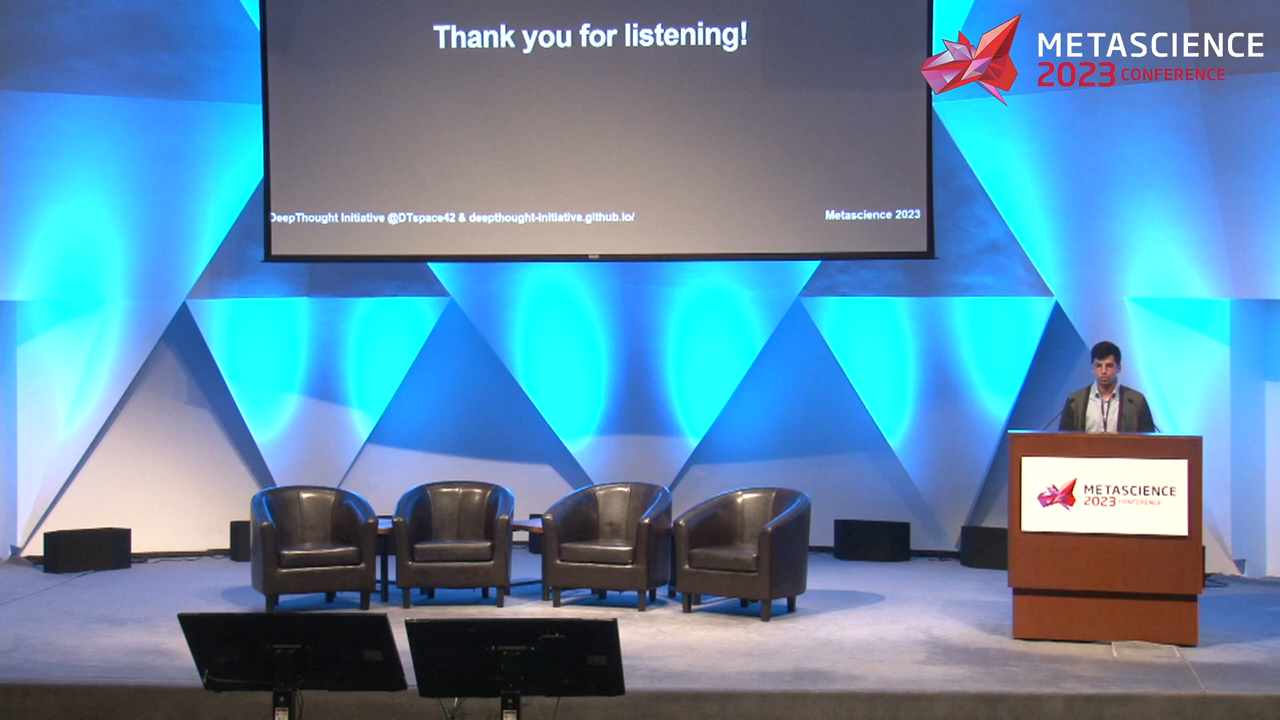 Thank you for listening!
DeepThought Initiative @DTspace42 & deepthought-initiative.github.io/
Metascience 2023
METASCIENCE
2023 CONFERENCE
METASCIENCE
2023 CONFERENCE